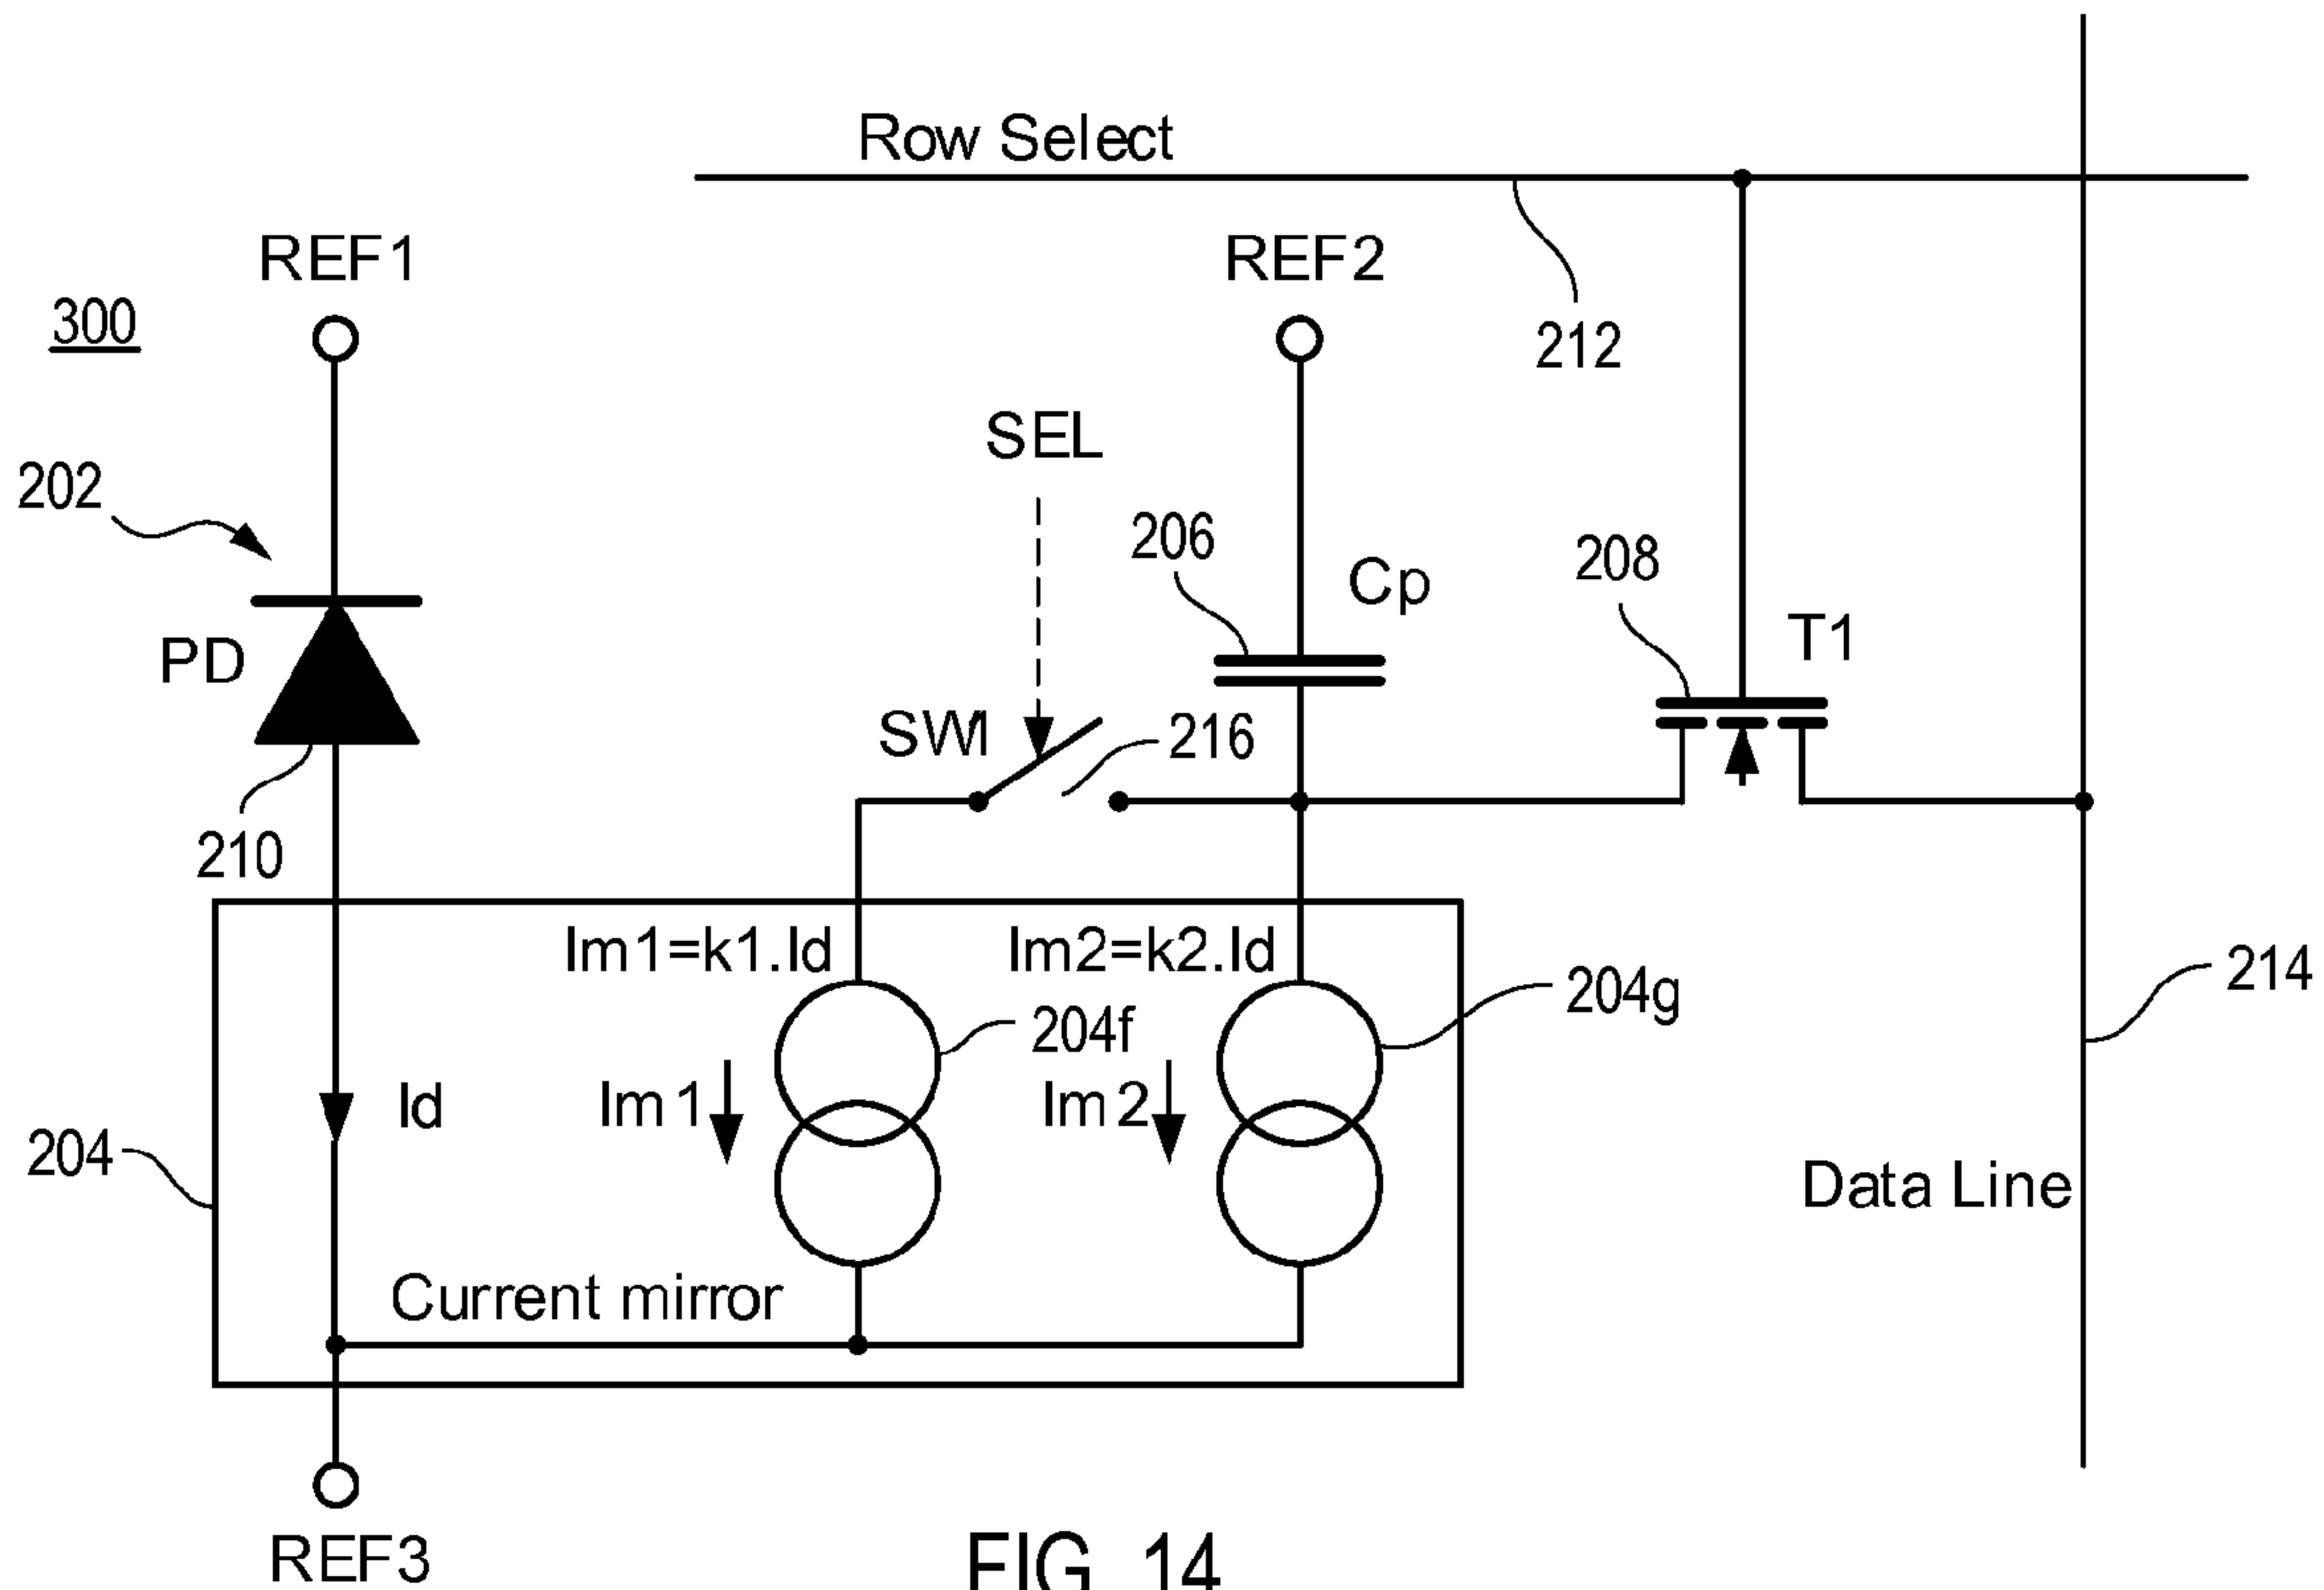 Row Select
REF1
REF2
300
212
SEL
202
206
Cp
208
T1
PD
SW1
216
210
Im1=k1.Id
Im2=k2.Id
214
204f
204g
Id
Im1
Im2
204
Data Line
Current mirror
REF3
FIG. 14